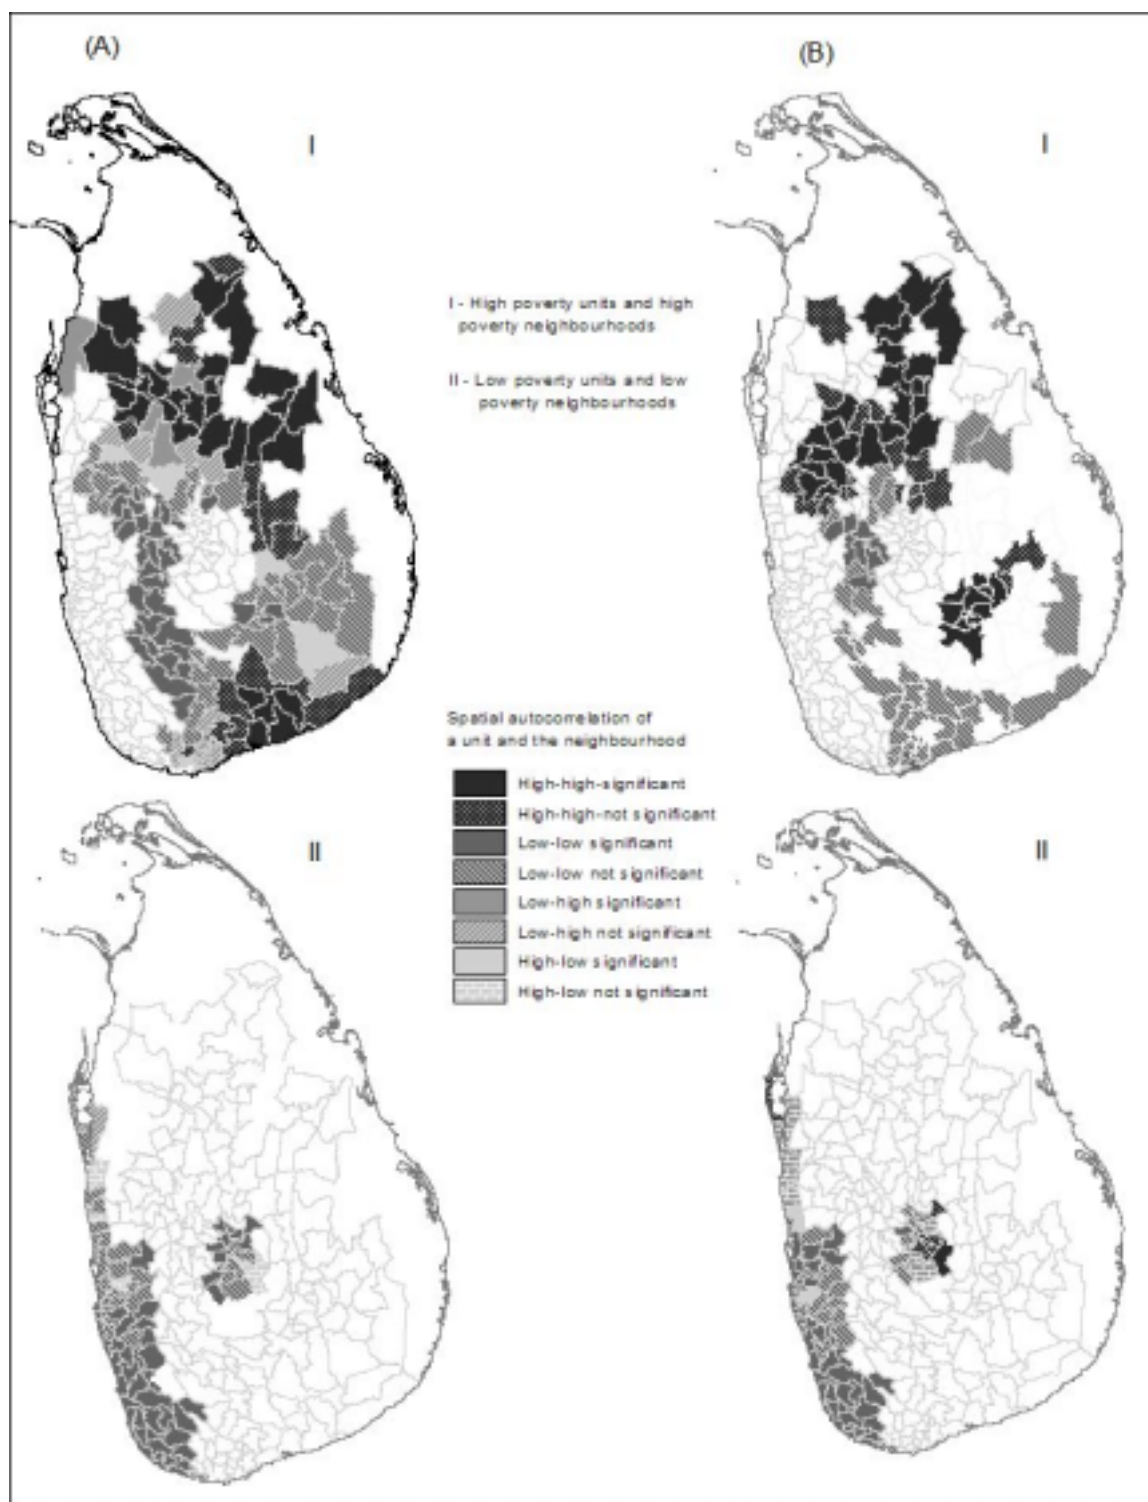 (A)
(B)
I
I
I - High poverty units and high
poverty neighbourhoods
II - Low poverty units and low
poverty neighbourhoods
Spatial autocorrelation of
a unit and the neighbourhood
High-high-significant
High-high-not significant
Low-low significant
Low-low not significant
Low-high significant
Low-high not significant
High-low significant
High-low not significant
II
II